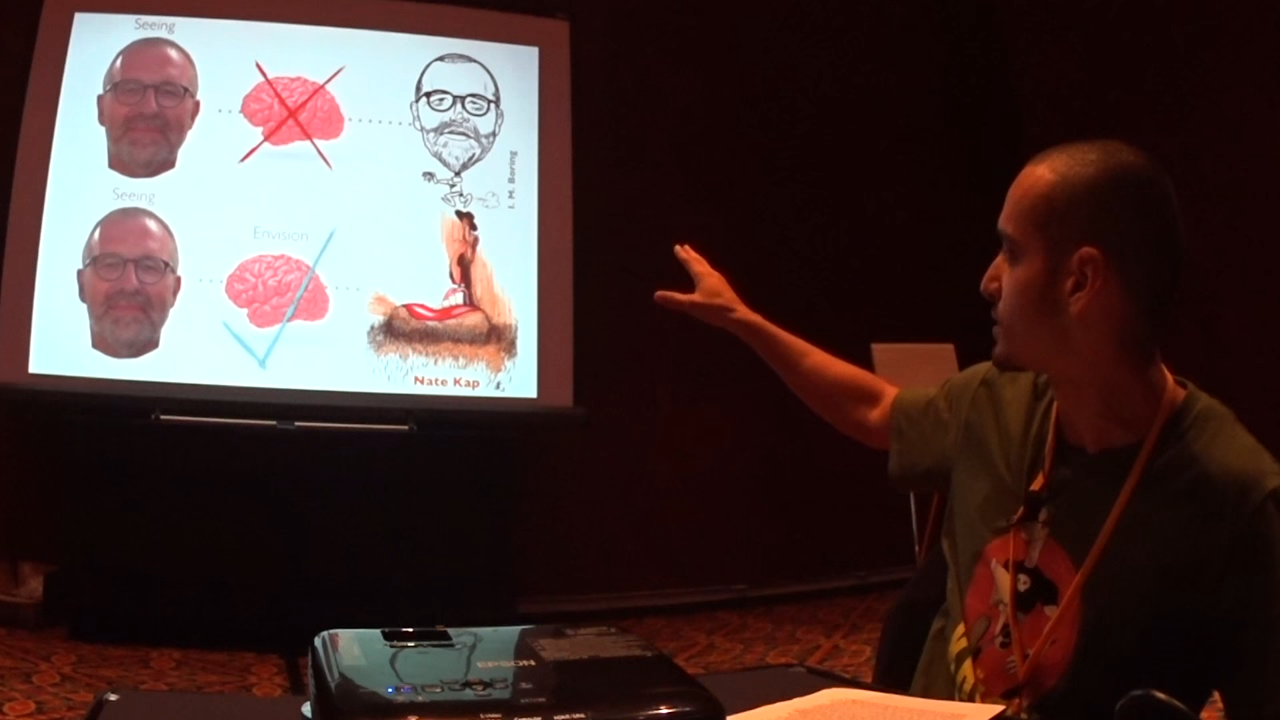 Seeing
I. M. Boring
Seeing
Envision
Nate Kap
EPSON